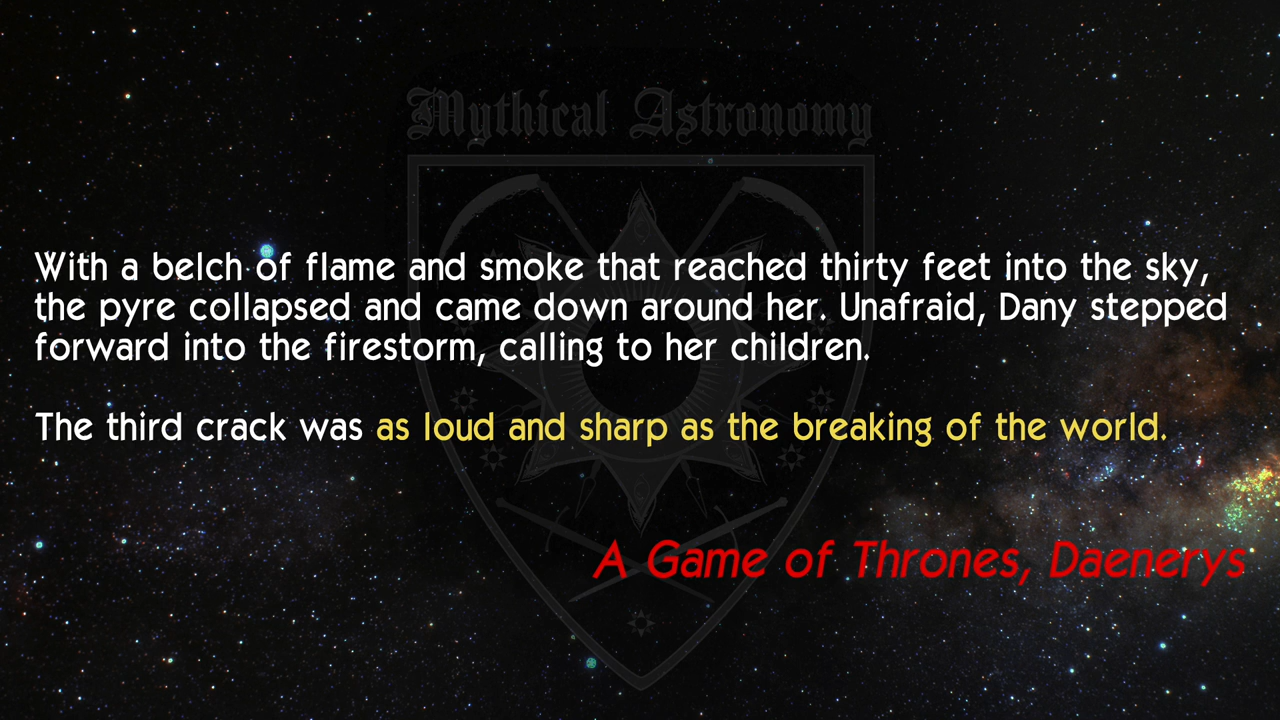 Mythical Astronomy
With a belch of flame and smoke that reached thirty feet into the sky,
the pyre collapsed and came down around her. Unafraid, Dany stepped
forward into the firestorm, calling to her children.
The third crack was as loud and sharp as the breaking of the world.
A Game of Thrones, Daenerys